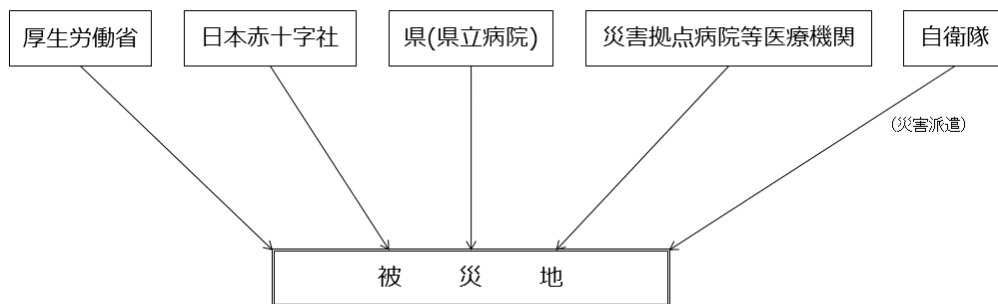 厚生労働省
日本赤十字社
県(県立病院)
災害拠点病院等医療機関
自衛隊
(災害派遣)
被　災　地